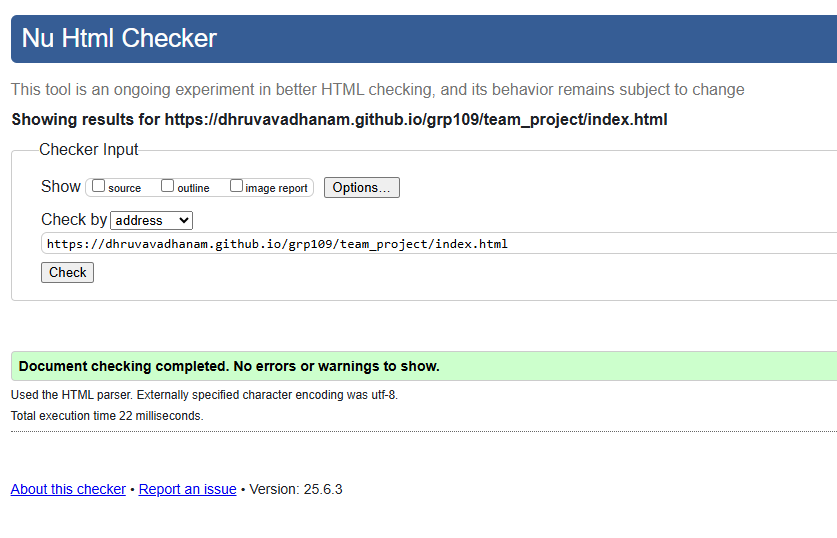 Nu Html Checker
This tool is an ongoing experiment in better HTML checking, and its behavior remains subject to change
Showing results for https://dhruvavadhanam.github.io/grp109/team_project/index.html
Checker Input
Show source outline image report Options...
Check by address
https://dhruvavadhanam.github.io/grp109/team_project/index.html
Check
Document checking completed. No errors or warnings to show.
Used the HTML parser. Externally specified character encoding was utf-8.
Total execution time 22 milliseconds.
About this checker • Report an issue • Version: 25.6.3